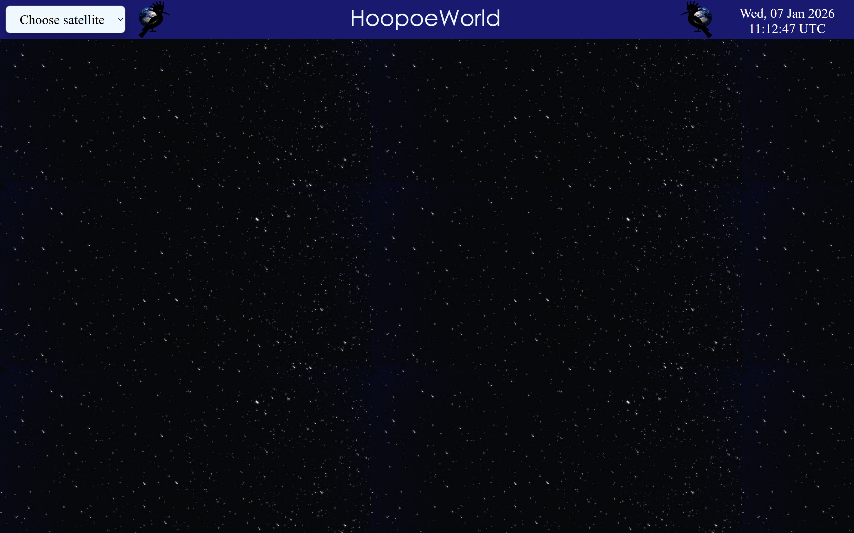 Choose satellite
HoopoeWorld
Wed, 07 Jan 2026
11:12:47 UTC